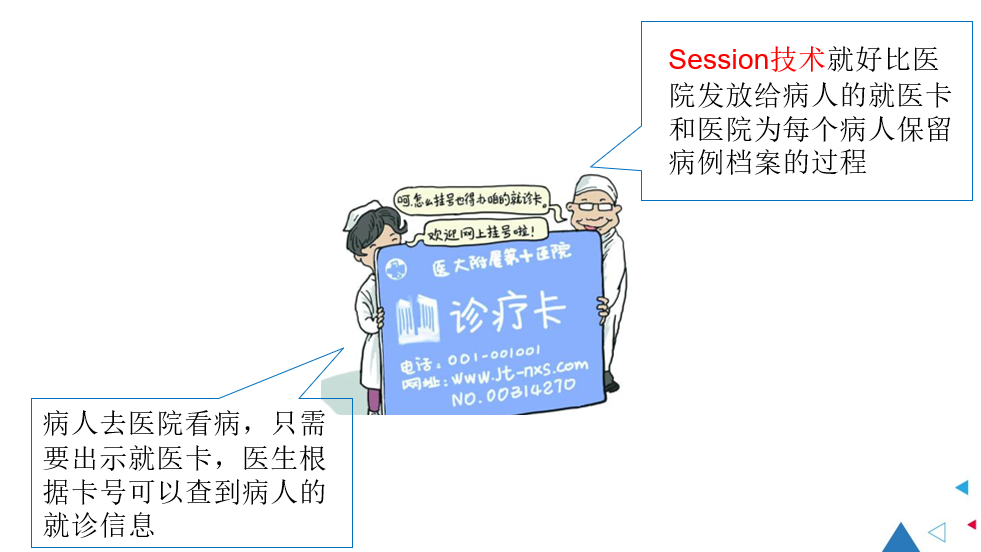 Session技术就好比医
院发放给病人的就医卡
和医院为每个病人保留
病例档案的过程
呵,怎么挂号也得办咱的就诊卡。
欢迎网上挂号啦!
医大附属第十医院
诊疗卡
电话:001-001001
网址:www.jt-nxs.com
NO.00314270
病人去医院看病，只需
要出示就医卡，医生根
据卡号可以查到病人的
就诊信息